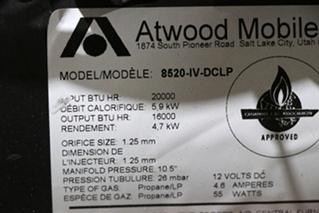 Atwood Mobile
1874 South Pioneer Road Salt Lake City, Utah
MODEL/MODÈLE: 8520-IV-DCLP
PUT BTU HR: 20000
DÉBIT CALORIFIQUE: 5,9 kW
OUTPUT BTU HR: 16000
RENDEMENT: 4,7 kW
ORIFICE SIZE: 1.25 mm
DIMENSION DE
L'INJECTEUR: 1.25 mm
MANIFOLD PRESSURE: 10.5"
PRESSION TUBULURE: 26 mbar
TYPE OF GAS: Propane/LP
ESPÈCE DE GAZ: Propane/LP
APPROVED
12 VOLTS DC
4.6 AMPERES
55 WATTS